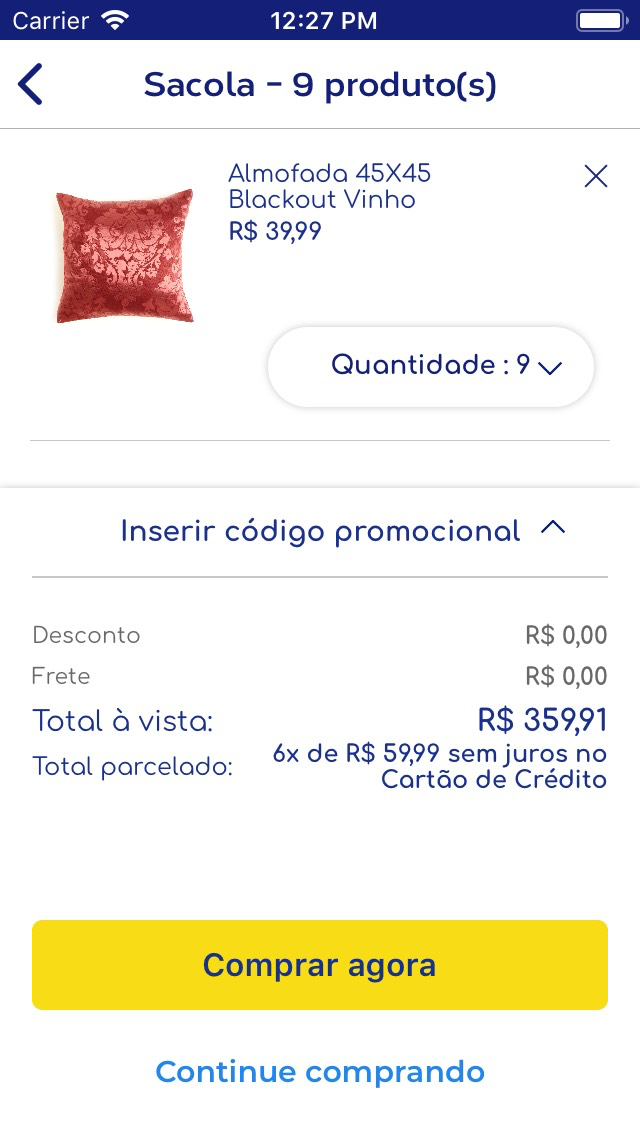 Carrier 12:27 PM
Sacola - 9 produto(s)
Almofada 45X45
Blackout Vinho
R$ 39,99
Quantidade : 9
Inserir código promocional
Desconto R$ 0,00
Frete R$ 0,00
Total à vista: R$ 359,91
Total parcelado: 6x de R$ 59,99 sem juros no
Cartão de Crédito
Comprar agora
Continue comprando